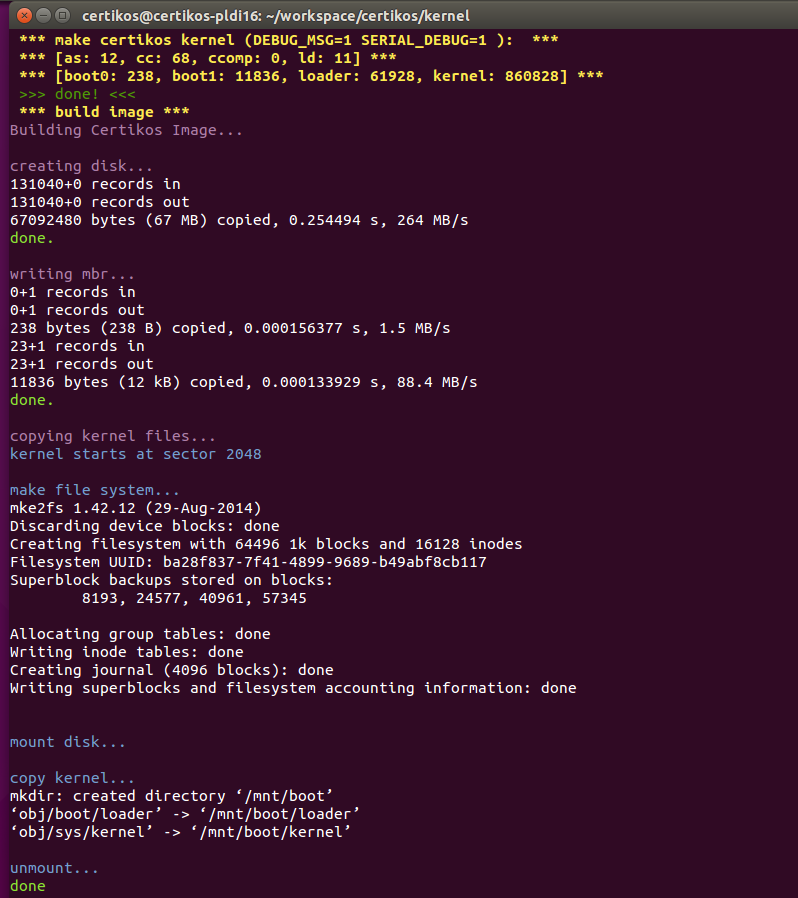 certikos@certikos-pldi16: ~/workspace/certikos/kernel
*** make certikos kernel (DEBUG_MSG=1 SERIAL_DEBUG=1 ):  ***
*** [as: 12, cc: 68, ccomp: 0, ld: 11] ***
*** [boot0: 238, boot1: 11836, loader: 61928, kernel: 860828] ***
>>> done! <<<
*** build image ***
Building Certikos Image...
creating disk...
131040+0 records in
131040+0 records out
67092480 bytes (67 MB) copied, 0.254494 s, 264 MB/s
done.
writing mbr...
0+1 records in
0+1 records out
238 bytes (238 B) copied, 0.000156377 s, 1.5 MB/s
23+1 records in
23+1 records out
11836 bytes (12 kB) copied, 0.000133929 s, 88.4 MB/s
done.
copying kernel files...
kernel starts at sector 2048
make file system...
mke2fs 1.42.12 (29-Aug-2014)
Discarding device blocks: done
Creating filesystem with 64496 1k blocks and 16128 inodes
Filesystem UUID: ba28f837-7f41-4899-9689-b49abf8cb117
Superblock backups stored on blocks:
8193, 24577, 40961, 57345
Allocating group tables: done
Writing inode tables: done
Creating journal (4096 blocks): done
Writing superblocks and filesystem accounting information: done
mount disk...
copy kernel...
mkdir: created directory ‘/mnt/boot’
‘obj/boot/loader’ -> ‘/mnt/boot/loader’
‘obj/sys/kernel’ -> ‘/mnt/boot/kernel’
unmount...
done